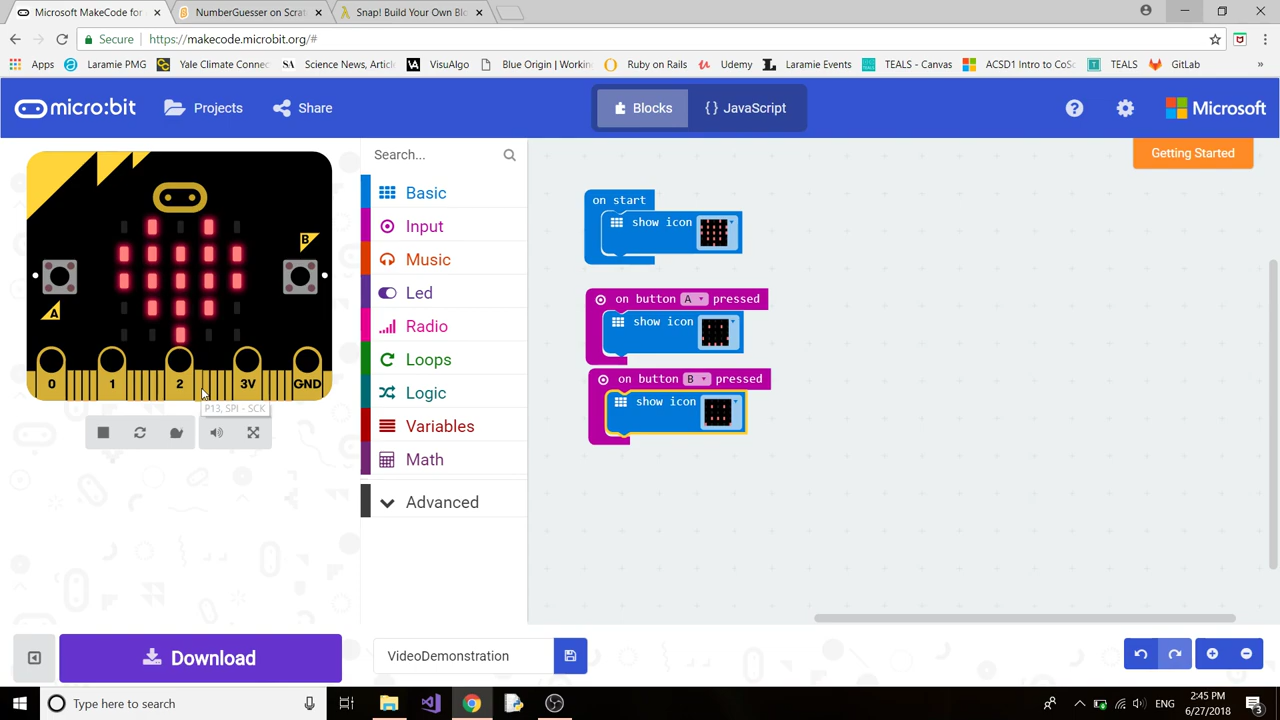 Microsoft MakeCode for
NumberGuesser on Scrat
Snap! Build Your Own Blo
Secure
https://makecode.microbit.org/#
Apps
Laramie PMG
Yale Climate Connec
SA
Science News, Articl
VA
VisuAlgo
Blue Origin | Workin
Ruby on Rails
Udemy
Laramie Events
TEALS - Canvas
ACSD1 Intro to CoSc
T
TEALS
GitLab
»
micro:bit
Projects
Share
Blocks
{ } JavaScript
?
Microsoft
Search...
Getting Started
B
A
0
1
2
3V
GND
P13, SPI - SCK
Basic
Input
Music
Led
Radio
Loops
Logic
Variables
Math
Advanced
on start
show icon
on button A pressed
show icon
on button B pressed
show icon
Download
VideoDemonstration
Type here to search
ENG
2:45 PM
6/27/2018
3